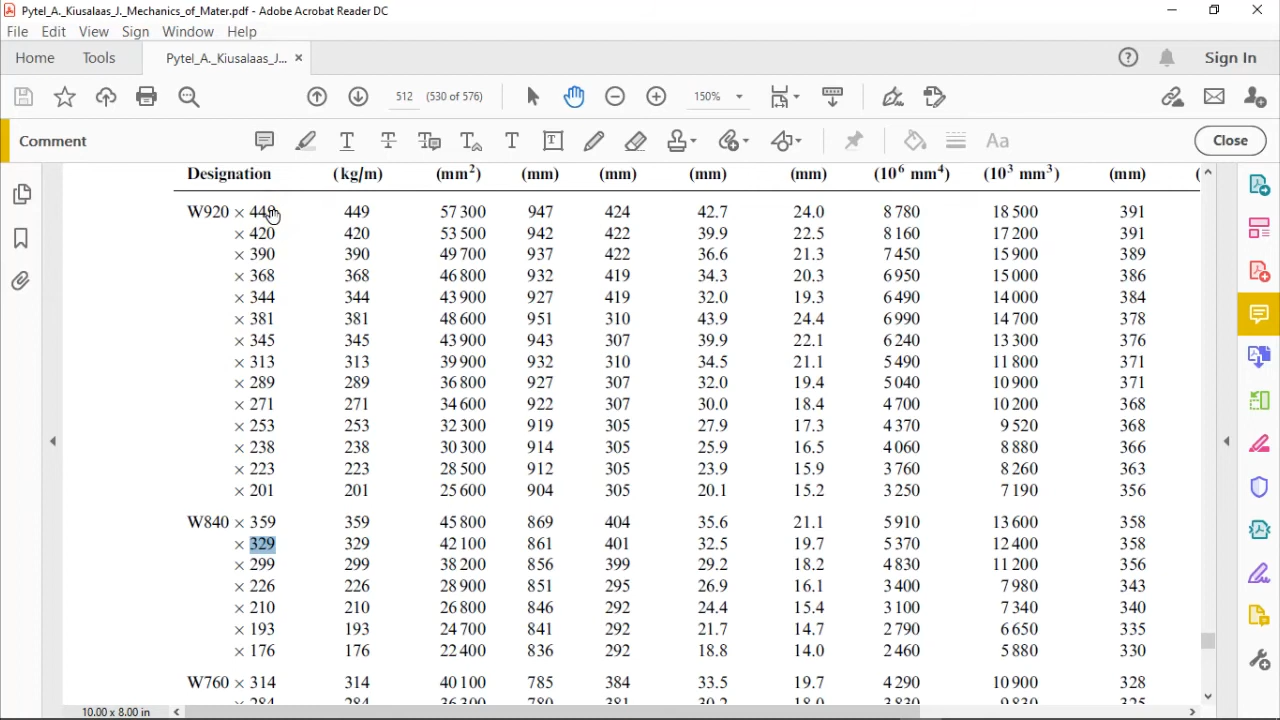 Pytel_A._Kiusalaas_J._Mechanics_of_Mater.pdf - Adobe Acrobat Reader DC
File Edit View Sign Window Help
Home Tools Pytel_A._Kiusalaas_J... × Sign In
512 (530 of 576) 150%
Comment T T T Aa Close
Designation (kg/m) (mm²) (mm) (mm) (mm) (mm) (10⁶ mm⁴) (10³ mm³) (mm) (
W920 × 449 449 57 300 947 424 42.7 24.0 8 780 18 500 391
× 420 420 53 500 942 422 39.9 22.5 8 160 17 200 391
× 390 390 49 700 937 422 36.6 21.3 7 450 15 900 389
× 368 368 46 800 932 419 34.3 20.3 6 950 15 000 386
× 344 344 43 900 927 419 32.0 19.3 6 490 14 000 384
× 381 381 48 600 951 310 43.9 24.4 6 990 14 700 378
× 345 345 43 900 943 307 39.9 22.1 6 240 13 300 376
× 313 313 39 900 932 310 34.5 21.1 5 490 11 800 371
× 289 289 36 800 927 307 32.0 19.4 5 040 10 900 371
× 271 271 34 600 922 307 30.0 18.4 4 700 10 200 368
× 253 253 32 300 919 305 27.9 17.3 4 370 9 520 368
× 238 238 30 300 914 305 25.9 16.5 4 060 8 880 366
× 223 223 28 500 912 305 23.9 15.9 3 760 8 260 363
× 201 201 25 600 904 305 20.1 15.2 3 250 7 190 356
W840 × 359 359 45 800 869 404 35.6 21.1 5 910 13 600 358
× 329 329 42 100 861 401 32.5 19.7 5 370 12 400 358
× 299 299 38 200 856 399 29.2 18.2 4 830 11 200 356
× 226 226 28 900 851 295 26.9 16.1 3 400 7 980 343
× 210 210 26 800 846 292 24.4 15.4 3 100 7 340 340
× 193 193 24 700 841 292 21.7 14.7 2 790 6 650 335
× 176 176 22 400 836 292 18.8 14.0 2 460 5 880 330
W760 × 314 314 40 100 785 384 33.5 19.7 4 290 10 900 328
× 284 284 36 300 780 381 30.2 18.0 3 830 9 830 325
10.00 x 8.00 in